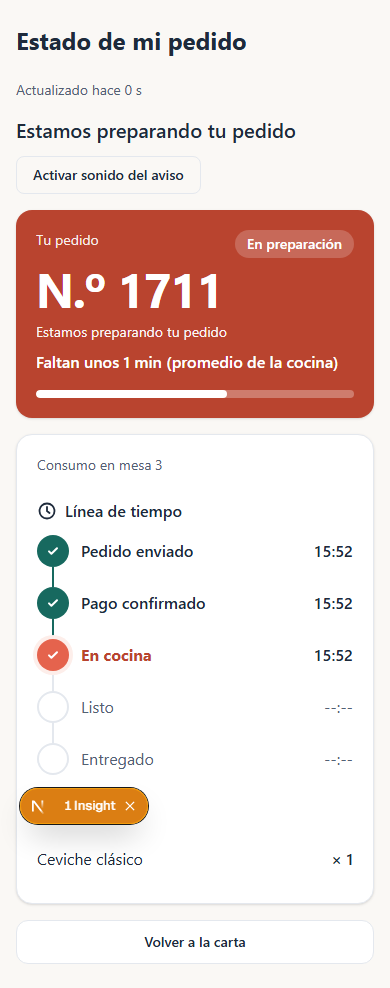 Estado de mi pedido
Actualizado hace 0 s
Estamos preparando tu pedido
Activar sonido del aviso
Tu pedido
En preparación
N.º 1711
Estamos preparando tu pedido
Faltan unos 1 min (promedio de la cocina)
Consumo en mesa 3
Línea de tiempo
Pedido enviado 15:52
Pago confirmado 15:52
En cocina 15:52
Listo --:--
Entregado --:--
N 1 Insight ×
Ceviche clásico × 1
Volver a la carta